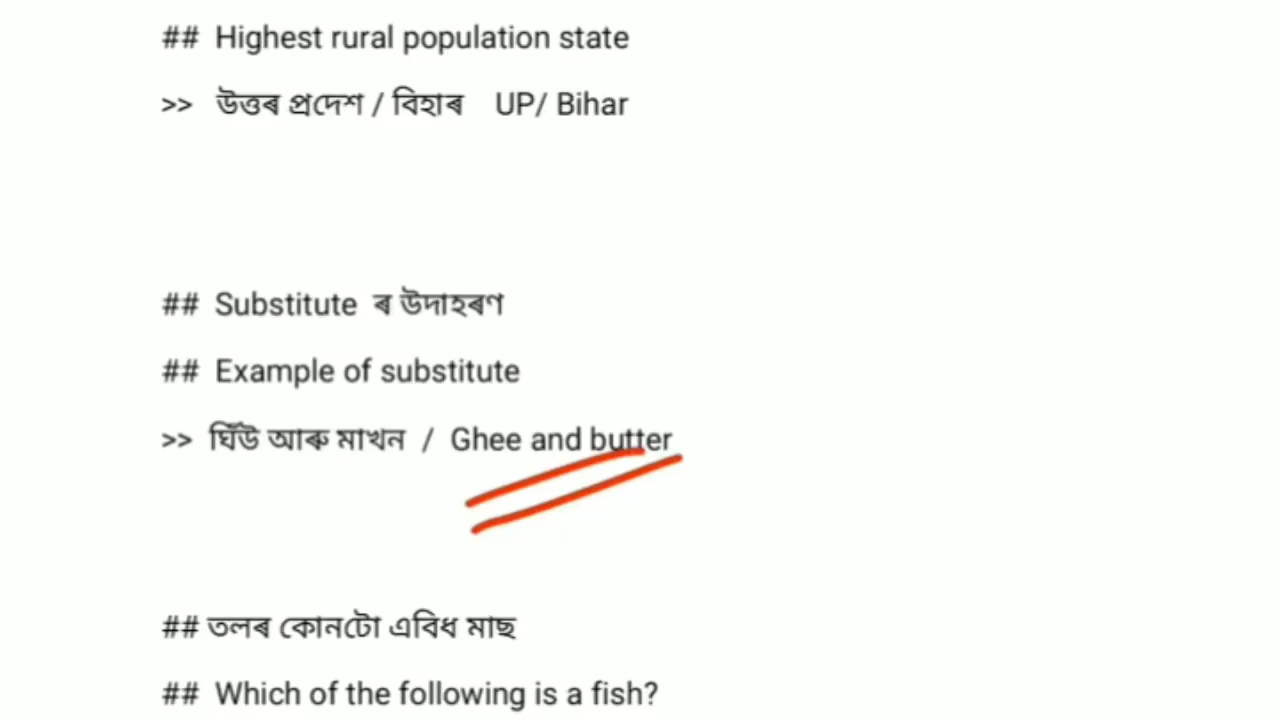 ## Highest rural population state
>> উত্তৰ প্ৰদেশ / বিহাৰ UP/ Bihar
## Substitute ৰ উদাহৰণ
## Example of substitute
>> ঘিঁউ আৰু মাখন / Ghee and butter
## তলৰ কোনটো এবিধ মাছ
## Which of the following is a fish?